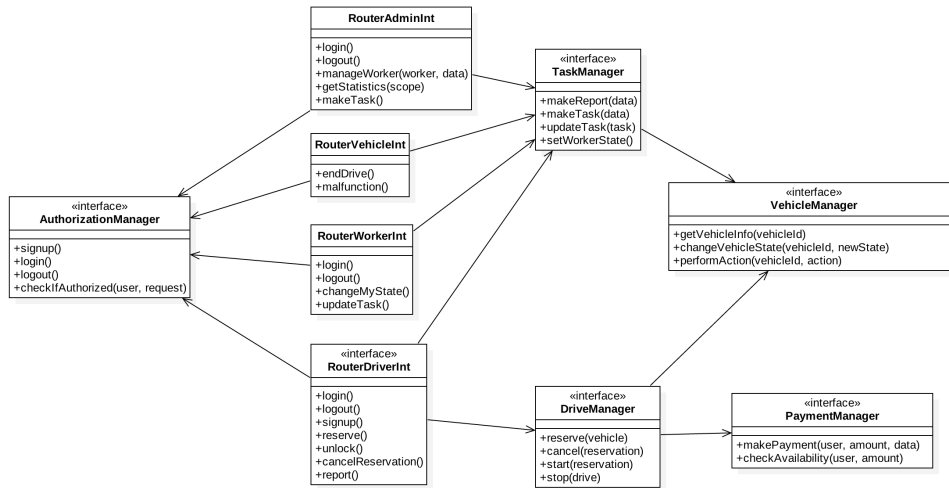 RouterAdminInt
+login()
+logout()
+manageWorker(worker, data)
+getStatistics(scope)
+makeTask()
«interface»
TaskManager
+makeReport(data)
+makeTask(data)
+updateTask(task)
+setWorkerState()
RouterVehicleInt
+endDrive()
+malfunction()
«interface»
AuthorizationManager
+signup()
+login()
+logout()
+checkIfAuthorized(user, request)
«interface»
VehicleManager
+getVehicleInfo(vehicleId)
+changeVehicleState(vehicleId, newState)
+performAction(vehicleId, action)
RouterWorkerInt
+login()
+logout()
+changeMyState()
+updateTask()
«interface»
RouterDriverInt
+login()
+logout()
+signup()
+reserve()
+unlock()
+cancelReservation()
+report()
«interface»
DriveManager
+reserve(vehicle)
+cancel(reservation)
+start(reservation)
+stop(drive)
«interface»
PaymentManager
+makePayment(user, amount, data)
+checkAvailability(user, amount)